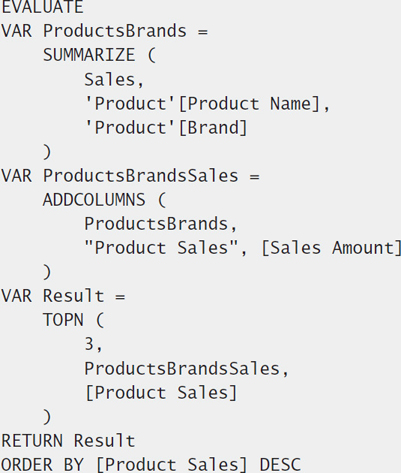 EVALUATE
VAR ProductsBrands =
    SUMMARIZE (
        Sales,
        'Product'[Product Name],
        'Product'[Brand]
    )
VAR ProductsBrandsSales =
    ADDCOLUMNS (
        ProductsBrands,
        "Product Sales", [Sales Amount]
    )
VAR Result =
    TOPN (
        3,
        ProductsBrandsSales,
        [Product Sales]
    )
RETURN Result
ORDER BY [Product Sales] DESC